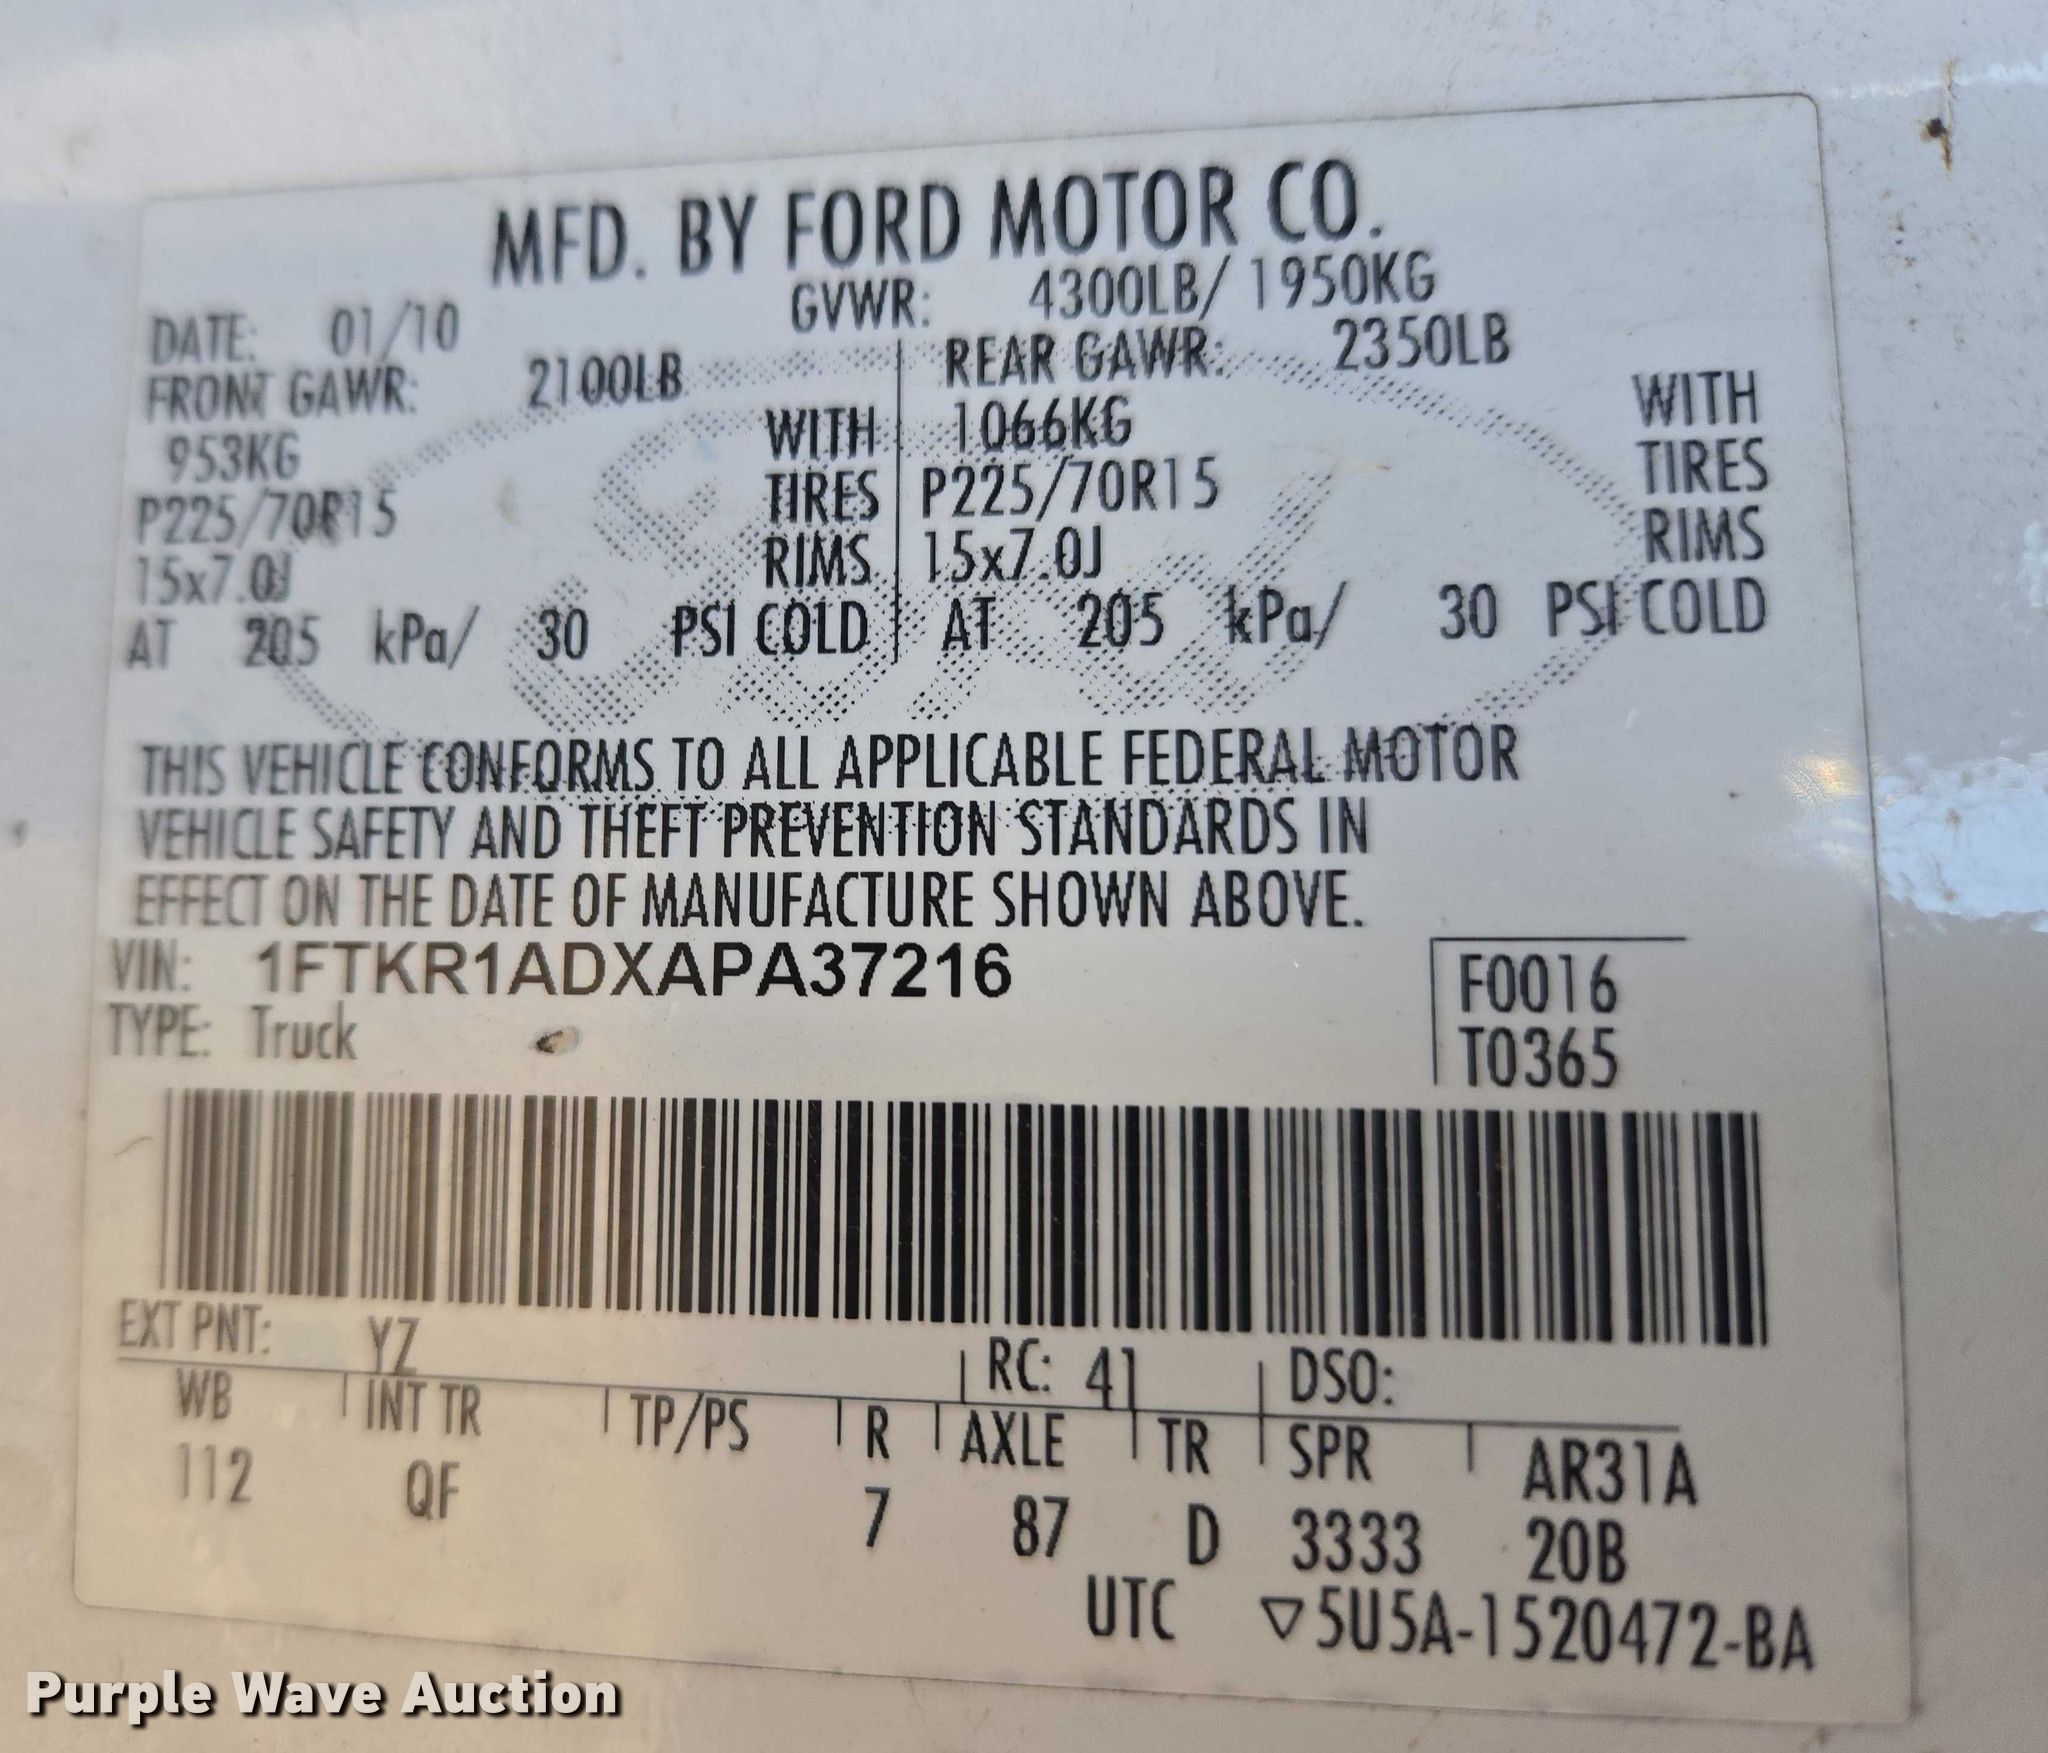 MFD. BY FORD MOTOR CO.
DATE: 01/10 GVWR: 4300LB/ 1950KG
FRONT GAWR: 2100LB REAR GAWR: 2350LB
953KG WITH 1066KG WITH
P225/70R15 TIRES P225/70R15 TIRES
15x7.0J RIMS 15x7.0J RIMS
AT 205 kPa/ 30 PSI COLD AT 205 kPa/ 30 PSI COLD
THIS VEHICLE CONFORMS TO ALL APPLICABLE FEDERAL MOTOR
VEHICLE SAFETY AND THEFT PREVENTION STANDARDS IN
EFFECT ON THE DATE OF MANUFACTURE SHOWN ABOVE.
VIN: 1FTKR1ADXAPA37216 F0016
TYPE: Truck T0365
EXT PNT: YZ RC: 41 DSO:
WB INT TR TP/PS R AXLE TR SPR AR31A
112 QF 7 87 D 3333 20B
UTC ▽5U5A-1520472-BA
Purple Wave Auction